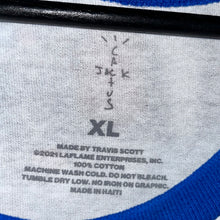 CACTUS
JACK
XL
MADE BY TRAVIS SCOTT
©2021 LAFLAME ENTERPRISES, INC.
100% COTTON
MACHINE WASH COLD. DO NOT BLEACH.
TUMBLE DRY LOW. NO IRON ON GRAPHIC.
MADE IN HAITI